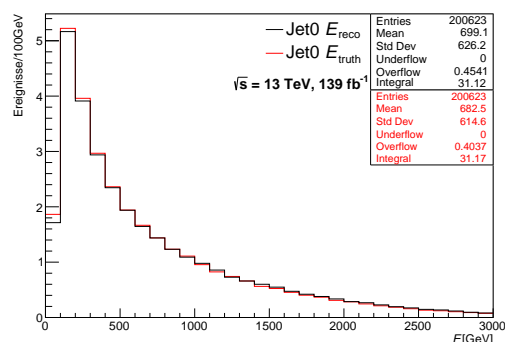 Ereignisse/100GeV
5
4
3
2
1
0
Jet0 E_reco
Jet0 E_truth
√s = 13 TeV, 139 fb⁻¹
Entries 200623
Mean 699.1
Std Dev 626.2
Underflow 0
Overflow 0.4541
Integral 31.12
Entries 200623
Mean 682.5
Std Dev 614.6
Underflow 0
Overflow 0.4037
Integral 31.17
0 500 1000 1500 2000 2500 3000
E[GeV]